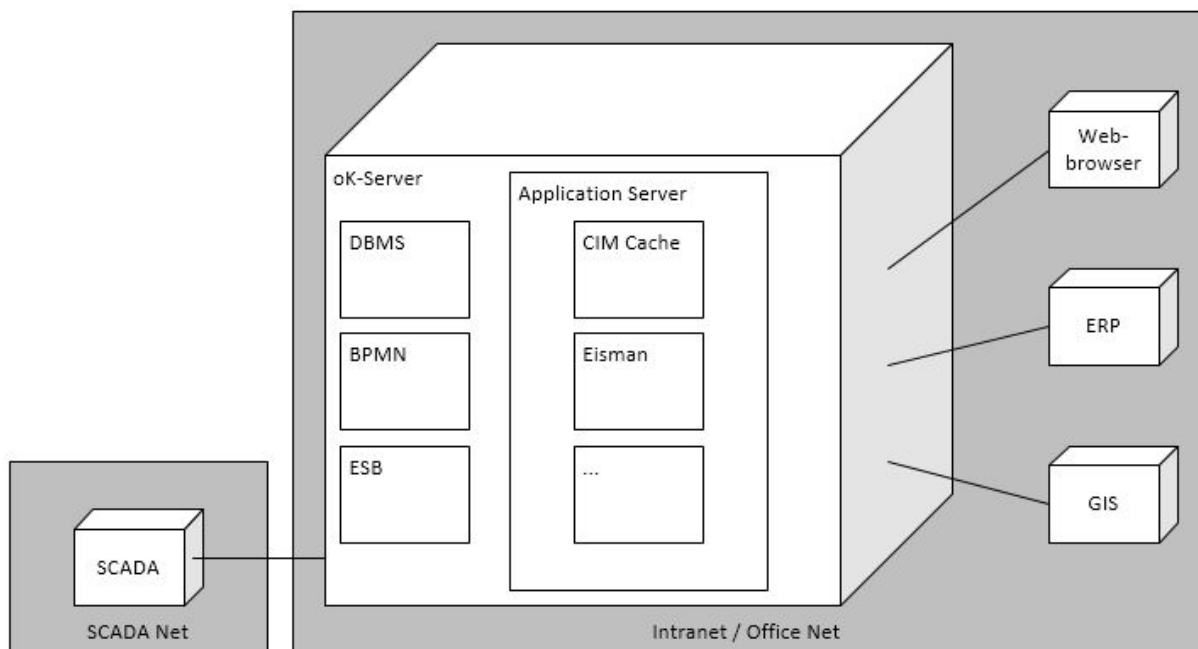 oK-Server
Application Server
DBMS
CIM Cache
BPMN
Eisman
ESB
...
Web-
browser
ERP
GIS
SCADA
SCADA Net
Intranet / Office Net